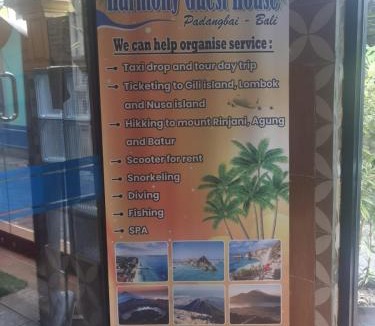 Harmony Guest House
Padangbai - Bali
We can help organise service :
→ Taxi drop and tour day trip
→ Ticketing to Gili island, Lombok
and Nusa island
→ Hikking to mount Rinjani, Agung
and Batur
→ Scooter for rent
→ Snorkeling
→ Diving
→ Fishing
→ SPA